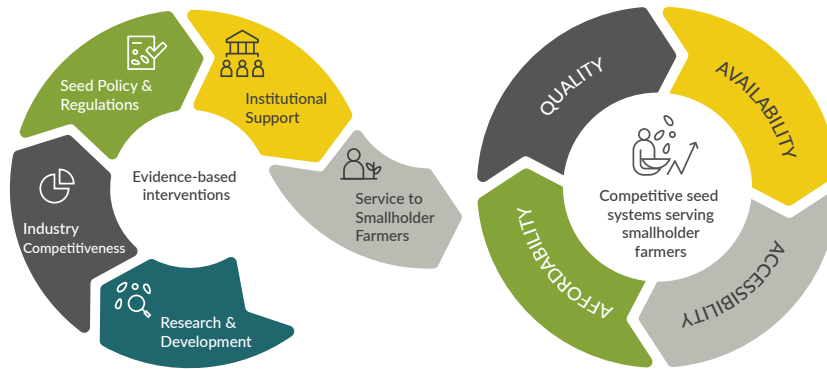 Seed Policy &
Regulations
Institutional
Support
Evidence-based
interventions
Service to
Smallholder
Farmers
Industry
Competitiveness
Research &
Development
QUALITY
AVAILABILITY
Competitive seed
systems serving
smallholder
farmers
AFFORDABILITY
ACCESSIBILITY